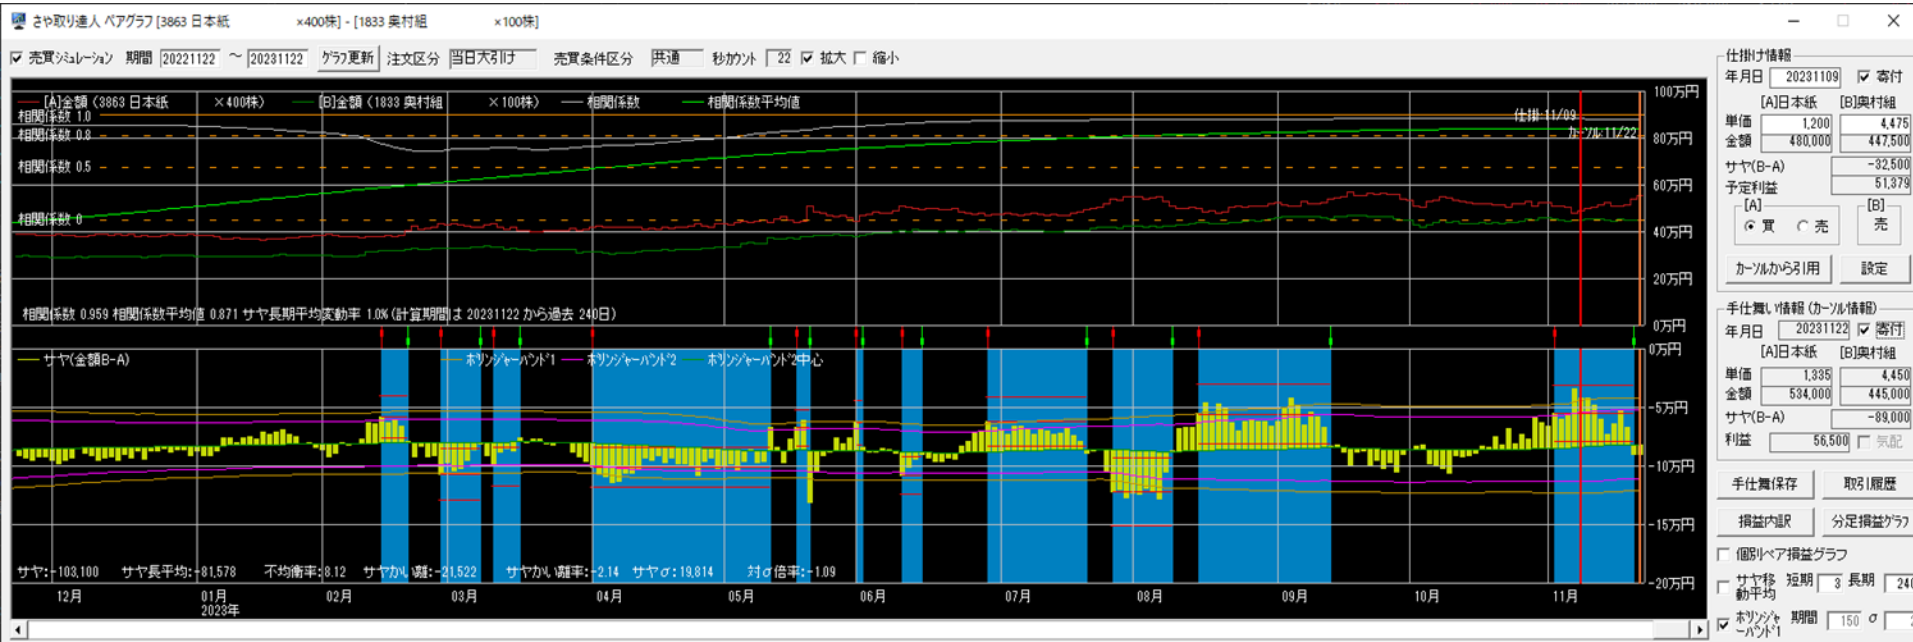 さや取り達人 ペアグラフ [3863 日本紙 ×400株] - [1833 奥村組 ×100株]
売買シミュレーション 期間 20221122 ～ 20231122 グラフ更新 注文区分 当日大引け 売買条件区分 共通 秒カウント 22 拡大 縮小
[A]金額（3863 日本紙 ×400株） [B]金額（1833 奥村組 ×100株） 相関係数 相関係数平均値
相関係数 1.0
相関係数 0.8
相関係数 0.5
相関係数 0
仕掛:11/09
カーソル:11/22
100万円
80万円
60万円
40万円
20万円
0万円
相関係数 0.959 相関係数平均値 0.871 サヤ長期平均変動率 1.0% (計算期間は 20231122 から過去 240日)
サヤ(金額B-A) ボリンジャーバンド1 ボリンジャーバンド2 ボリンジャーバンド2中心
0万円
-5万円
-10万円
-15万円
-20万円
サヤ:-103,100 サヤ長平均:-81,578 不均衡率:8.12 サヤかい離:-21,522 サヤかい離率:-2.14 サヤσ:19,814 対σ倍率:-1.09
12月 01月 02月 03月 04月 05月 06月 07月 08月 09月 10月 11月
2023年
仕掛け情報
年月日 20231109 寄付
[A]日本紙 [B]奥村組
単価 1,200 4,475
金額 480,000 447,500
サヤ(B-A) -32,500
予定利益 51,379
[A] [B]
買 売 売
カーソルから引用 設定
手仕舞い情報 (カーソル情報)
年月日 20231122 寄付
[A]日本紙 [B]奥村組
単価 1,335 4,450
金額 534,000 445,000
サヤ(B-A) -89,000
利益 56,500 気配
手仕舞保存 取引履歴
損益内訳 分足損益グラフ
個別ペア損益グラフ
サヤ移動平均 短期 3 長期 240
ボリンジャーバンド1 期間 150 σ 2